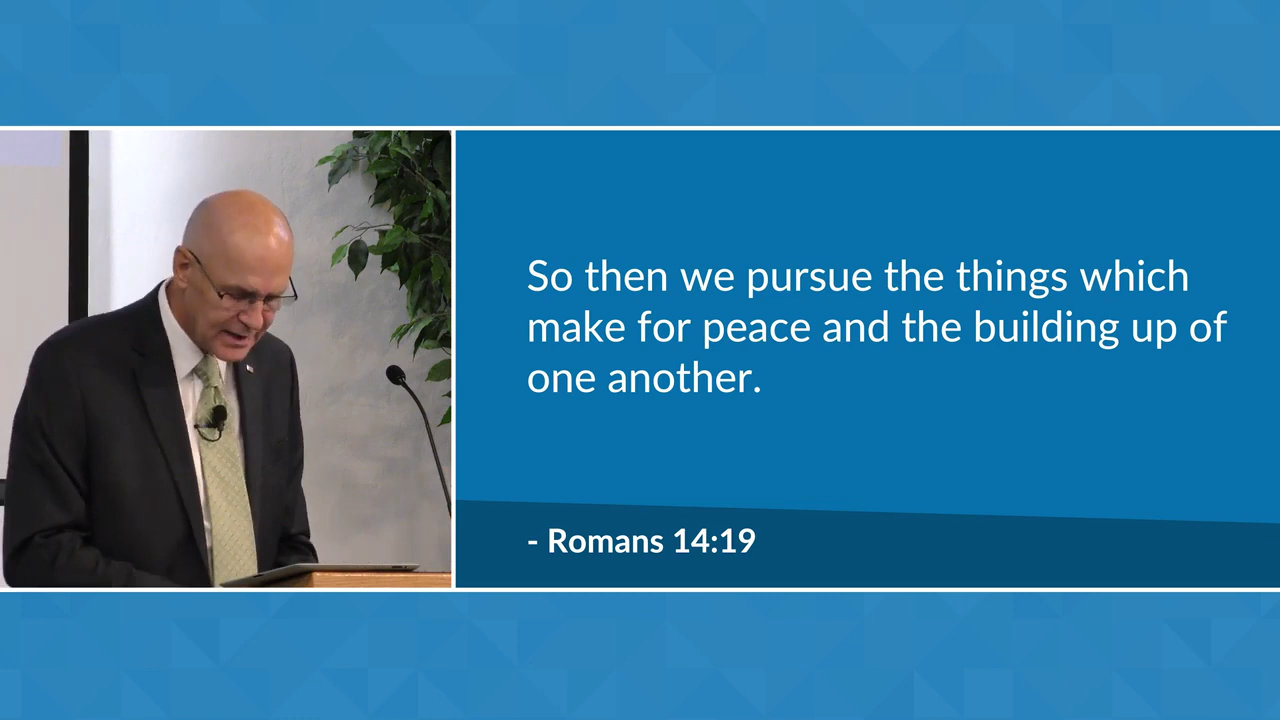 So then we pursue the things which
make for peace and the building up of
one another.
- Romans 14:19